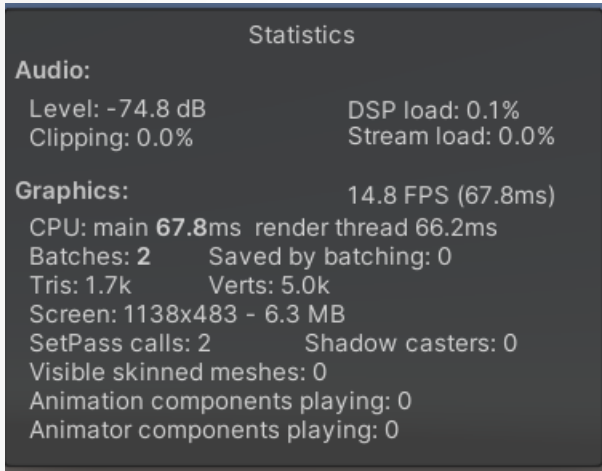 Statistics
Audio:
Level: -74.8 dB DSP load: 0.1%
Clipping: 0.0% Stream load: 0.0%
Graphics: 14.8 FPS (67.8ms)
CPU: main 67.8ms render thread 66.2ms
Batches: 2 Saved by batching: 0
Tris: 1.7k Verts: 5.0k
Screen: 1138x483 - 6.3 MB
SetPass calls: 2 Shadow casters: 0
Visible skinned meshes: 0
Animation components playing: 0
Animator components playing: 0